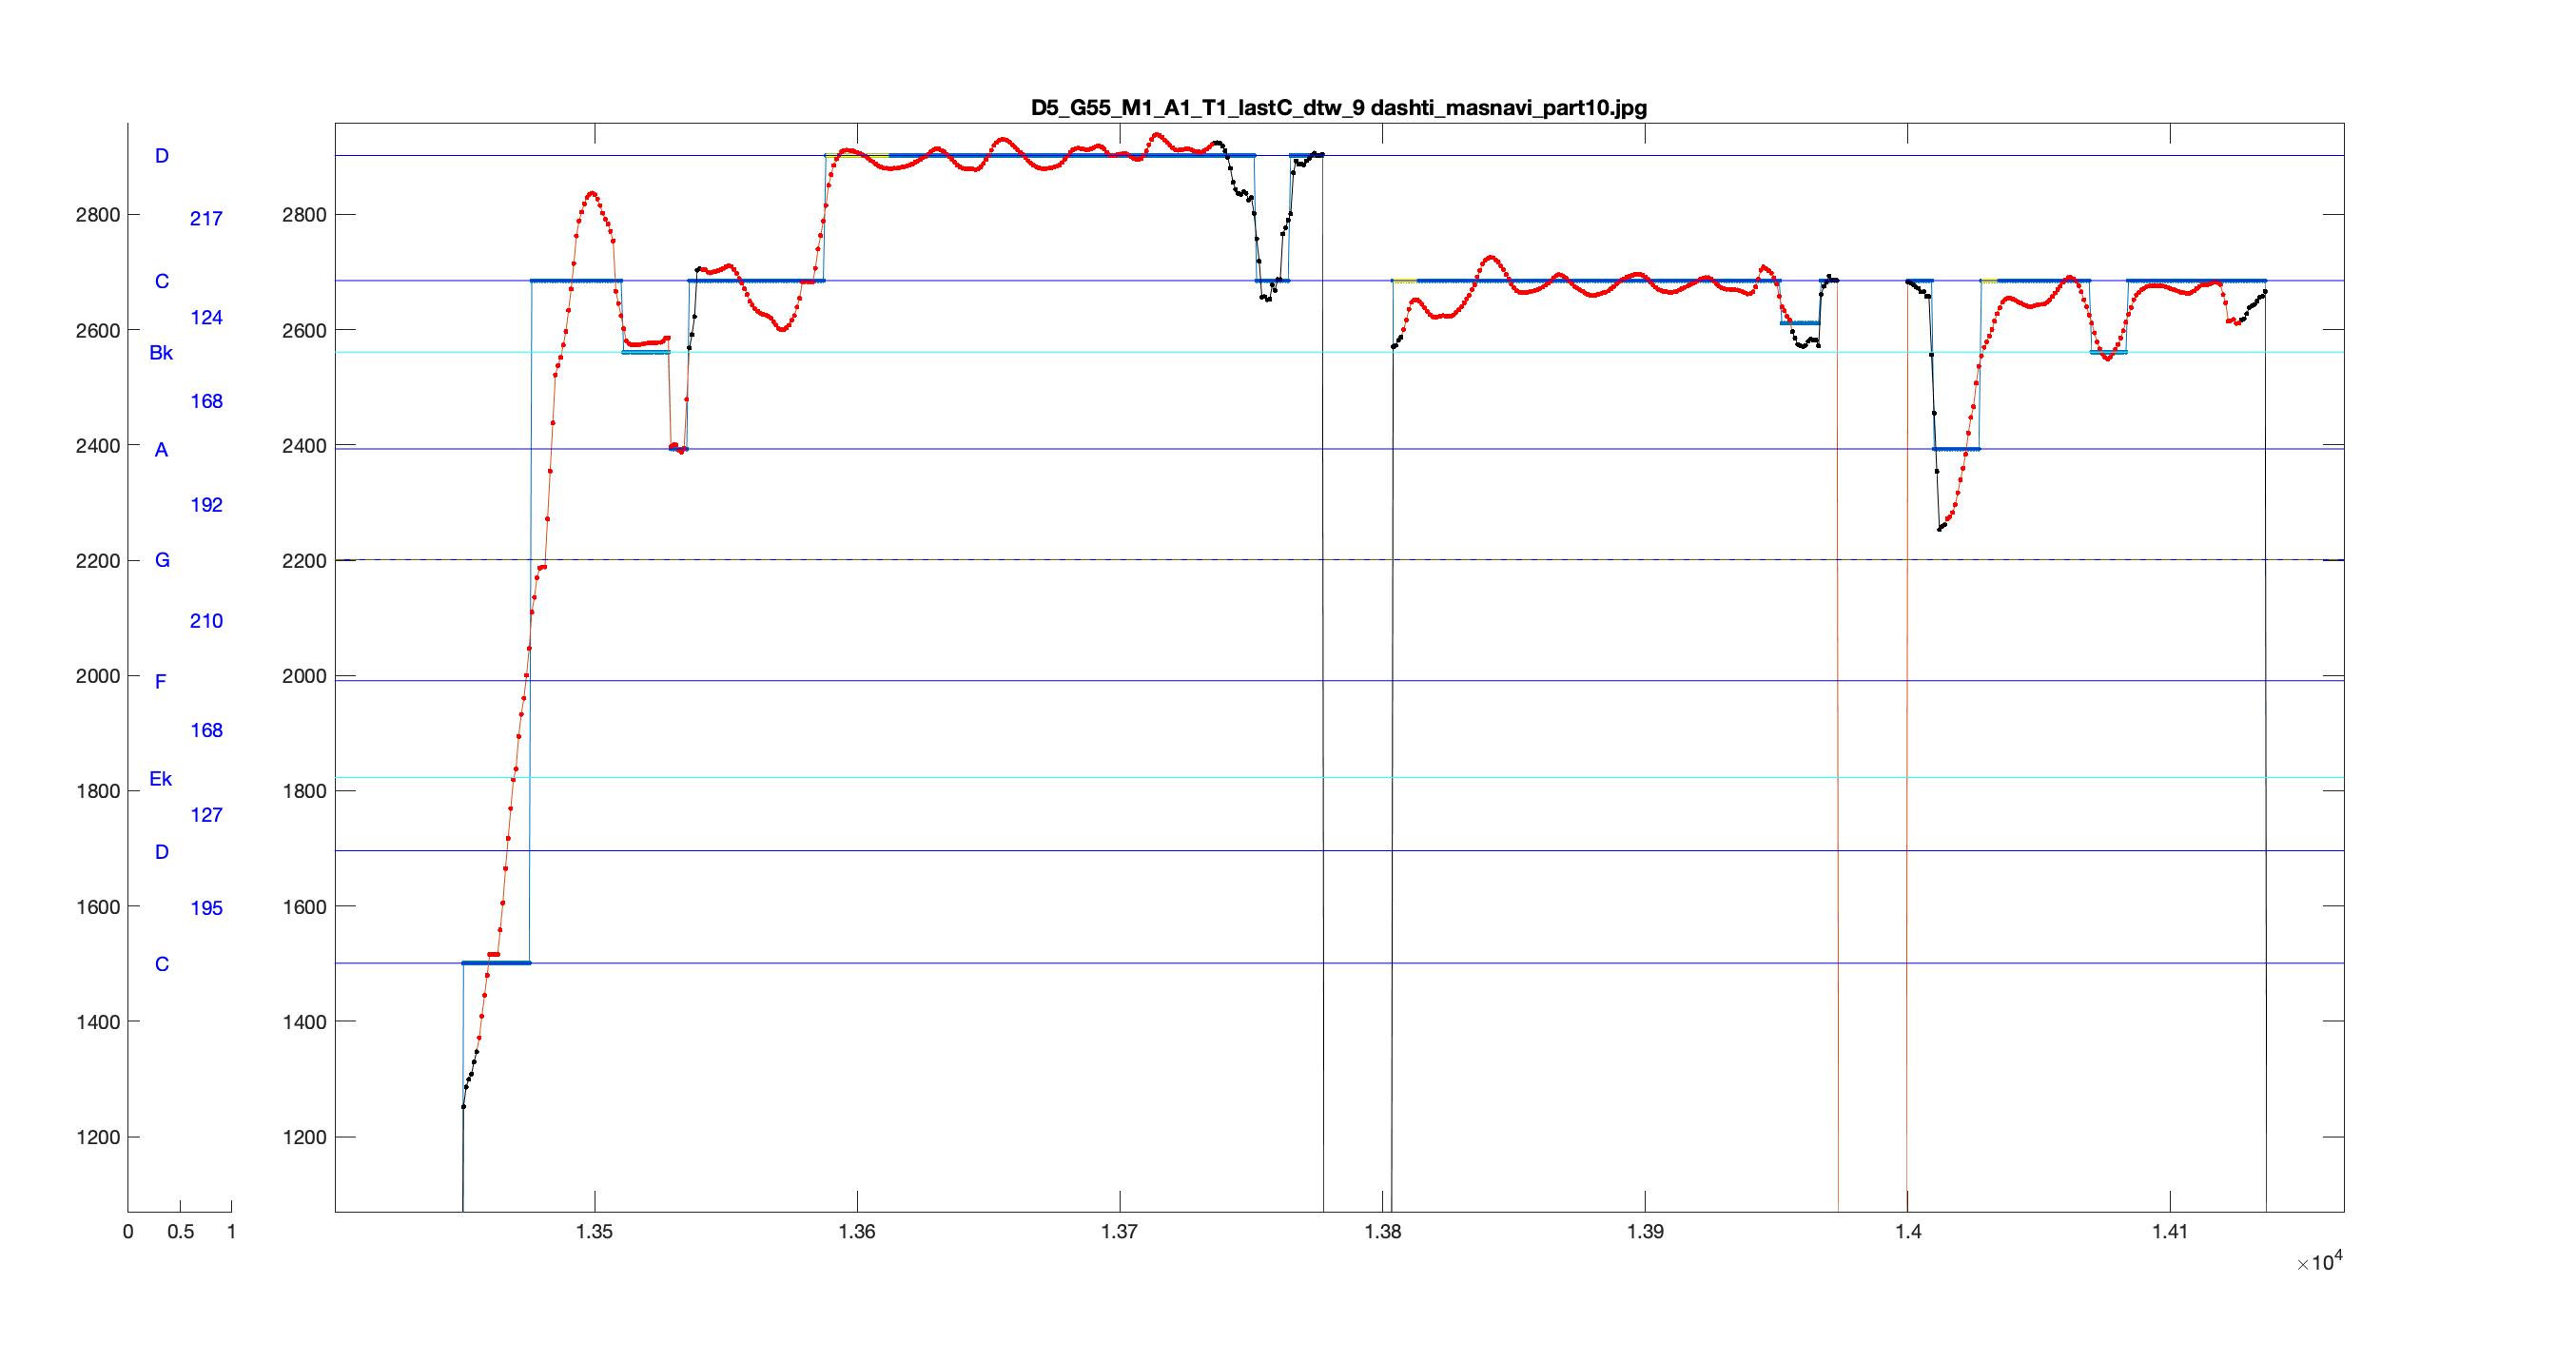 D5_G55_M1_A1_T1_lastC_dtw_9 dashti_masnavi_part10.jpg
D
2800 217 2800
C
124
2600 2600
Bk
168
2400 A 2400
192
2200 G 2200
210
2000 F 2000
168
Ek
1800 1800
127
D
1600 195 1600
C
1400 1400
1200 1200
0 0.5 1 1.35 1.36 1.37 1.38 1.39 1.4 1.41
×10⁴